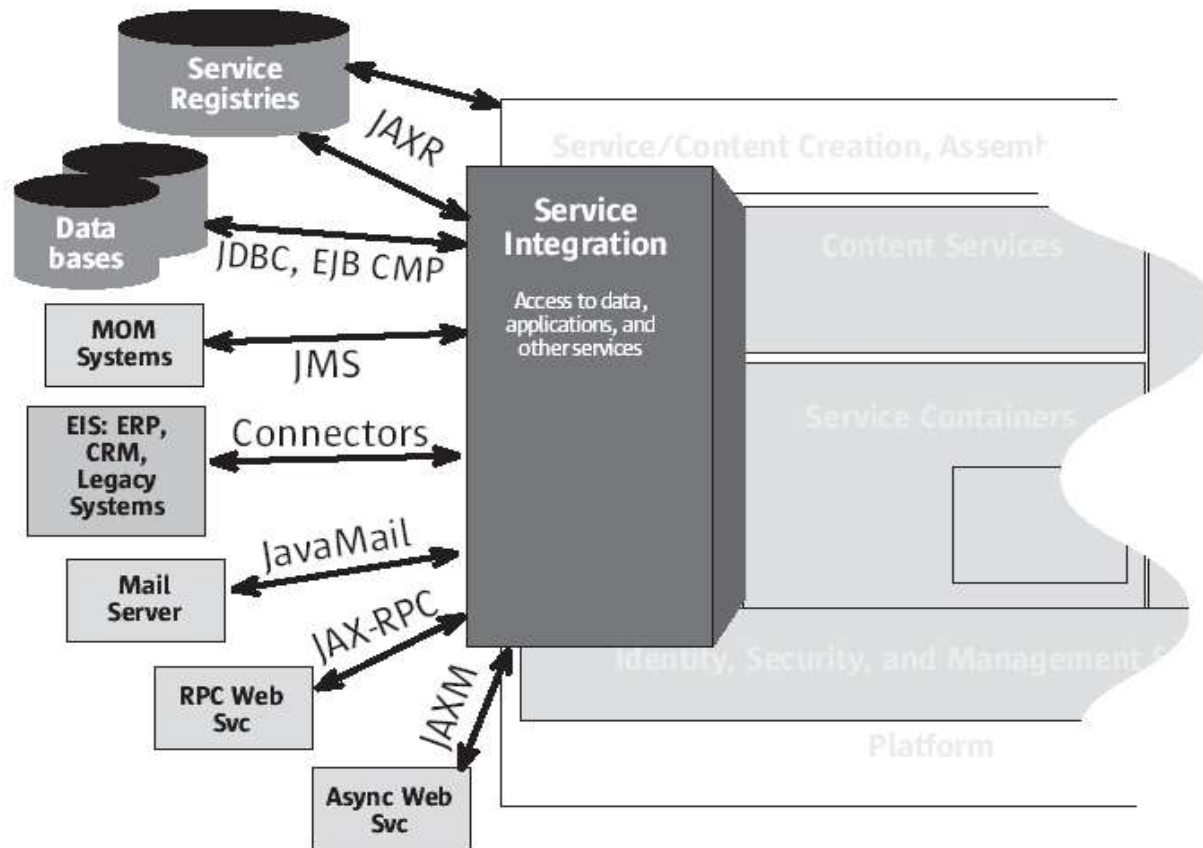 Service
Registries
JAXR
Service/Content Creation, Assemb
Data
bases
JDBC, EJB CMP
Service
Integration
Access to data,
applications, and
other services
Content Services
MOM
Systems
JMS
EIS: ERP,
CRM,
Legacy
Systems
Connectors
Service Containers
Mail
Server
JavaMail
RPC Web
Svc
JAX-RPC
Identity, Security, and Management S
Async Web
Svc
JAXM
Platform